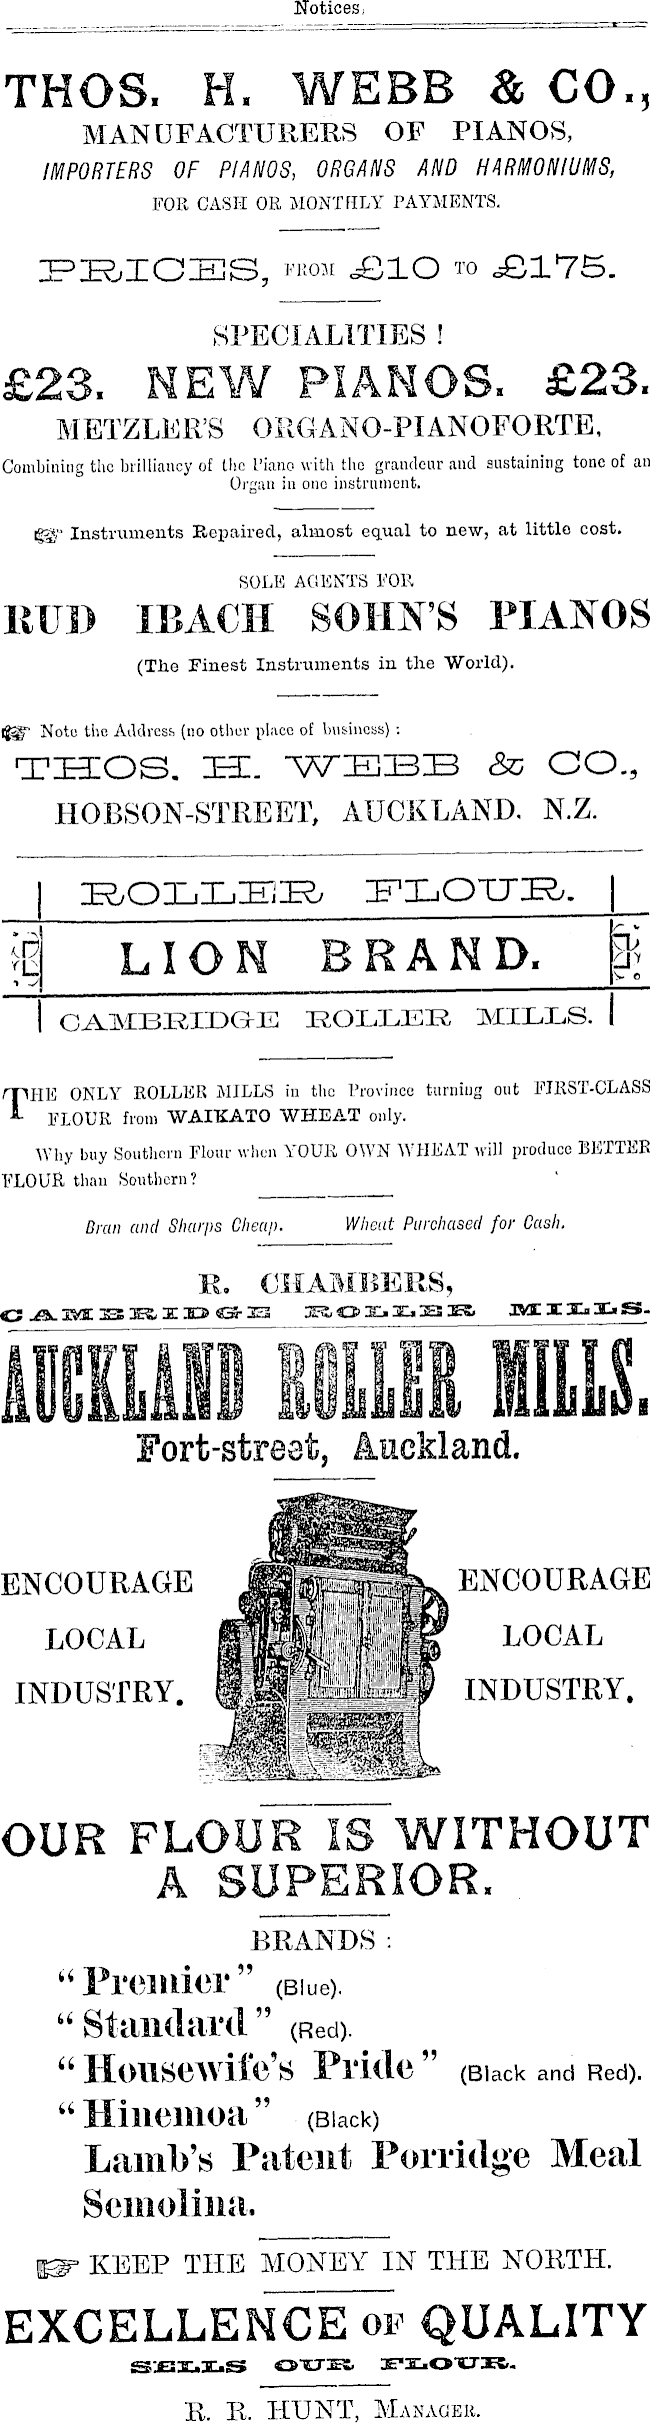 Notices.
THOS. H. WEBB & CO.,
MANUFACTURERS OF PIANOS,
IMPORTERS OF PIANOS, ORGANS AND HARMONIUMS,
FOR CASH OR MONTHLY PAYMENTS.
PRICES, FROM £10 TO £175.
SPECIALITIES !
£23. NEW PIANOS. £23.
METZLER'S ORGANO-PIANOFORTE,
Combining the brilliancy of the Piano with the grandeur and sustaining tone of an
Organ in one instrument.
☞ Instruments Repaired, almost equal to new, at little cost.
SOLE AGENTS FOR
RUD IBACH SOHN'S PIANOS
(The Finest Instruments in the World).
☞ Note the Address (no other place of business) :
THOS. H. WEBB & CO.,
HOBSON-STREET, AUCKLAND. N.Z.
ROLLER FLOUR.
LION BRAND.
CAMBRIDGE ROLLER MILLS.
THE ONLY ROLLER MILLS in the Province turning out FIRST-CLASS
FLOUR from WAIKATO WHEAT only.
Why buy Southern Flour when YOUR OWN WHEAT will produce BETTER
FLOUR than Southern?
Bran and Sharps Cheap. Wheat Purchased for Cash.
R. CHAMBERS,
CAMBRIDGE ROLLER MILLS.
AUCKLAND ROLLER MILLS.
Fort-street, Auckland.
ENCOURAGE
LOCAL
INDUSTRY.
ENCOURAGE
LOCAL
INDUSTRY.
OUR FLOUR IS WITHOUT
A SUPERIOR.
BRANDS :
"Premier" (Blue).
"Standard" (Red).
"Housewife's Pride" (Black and Red).
"Hinemoa" (Black)
Lamb's Patent Porridge Meal
Semolina.
☞ KEEP THE MONEY IN THE NORTH.
EXCELLENCE OF QUALITY
SELLS OUR FLOUR.
R. R. HUNT, MANAGER.